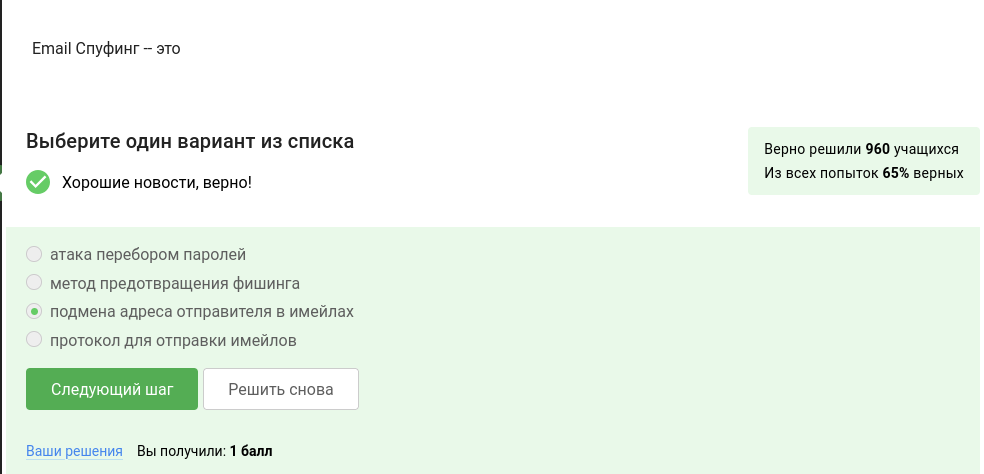 Email Спуфинг -- это
Выберите один вариант из списка
Хорошие новости, верно!
Верно решили 960 учащихся
Из всех попыток 65% верных
атака перебором паролей
метод предотвращения фишинга
подмена адреса отправителя в имейлах
протокол для отправки имейлов
Следующий шаг
Решить снова
Ваши решения Вы получили: 1 балл